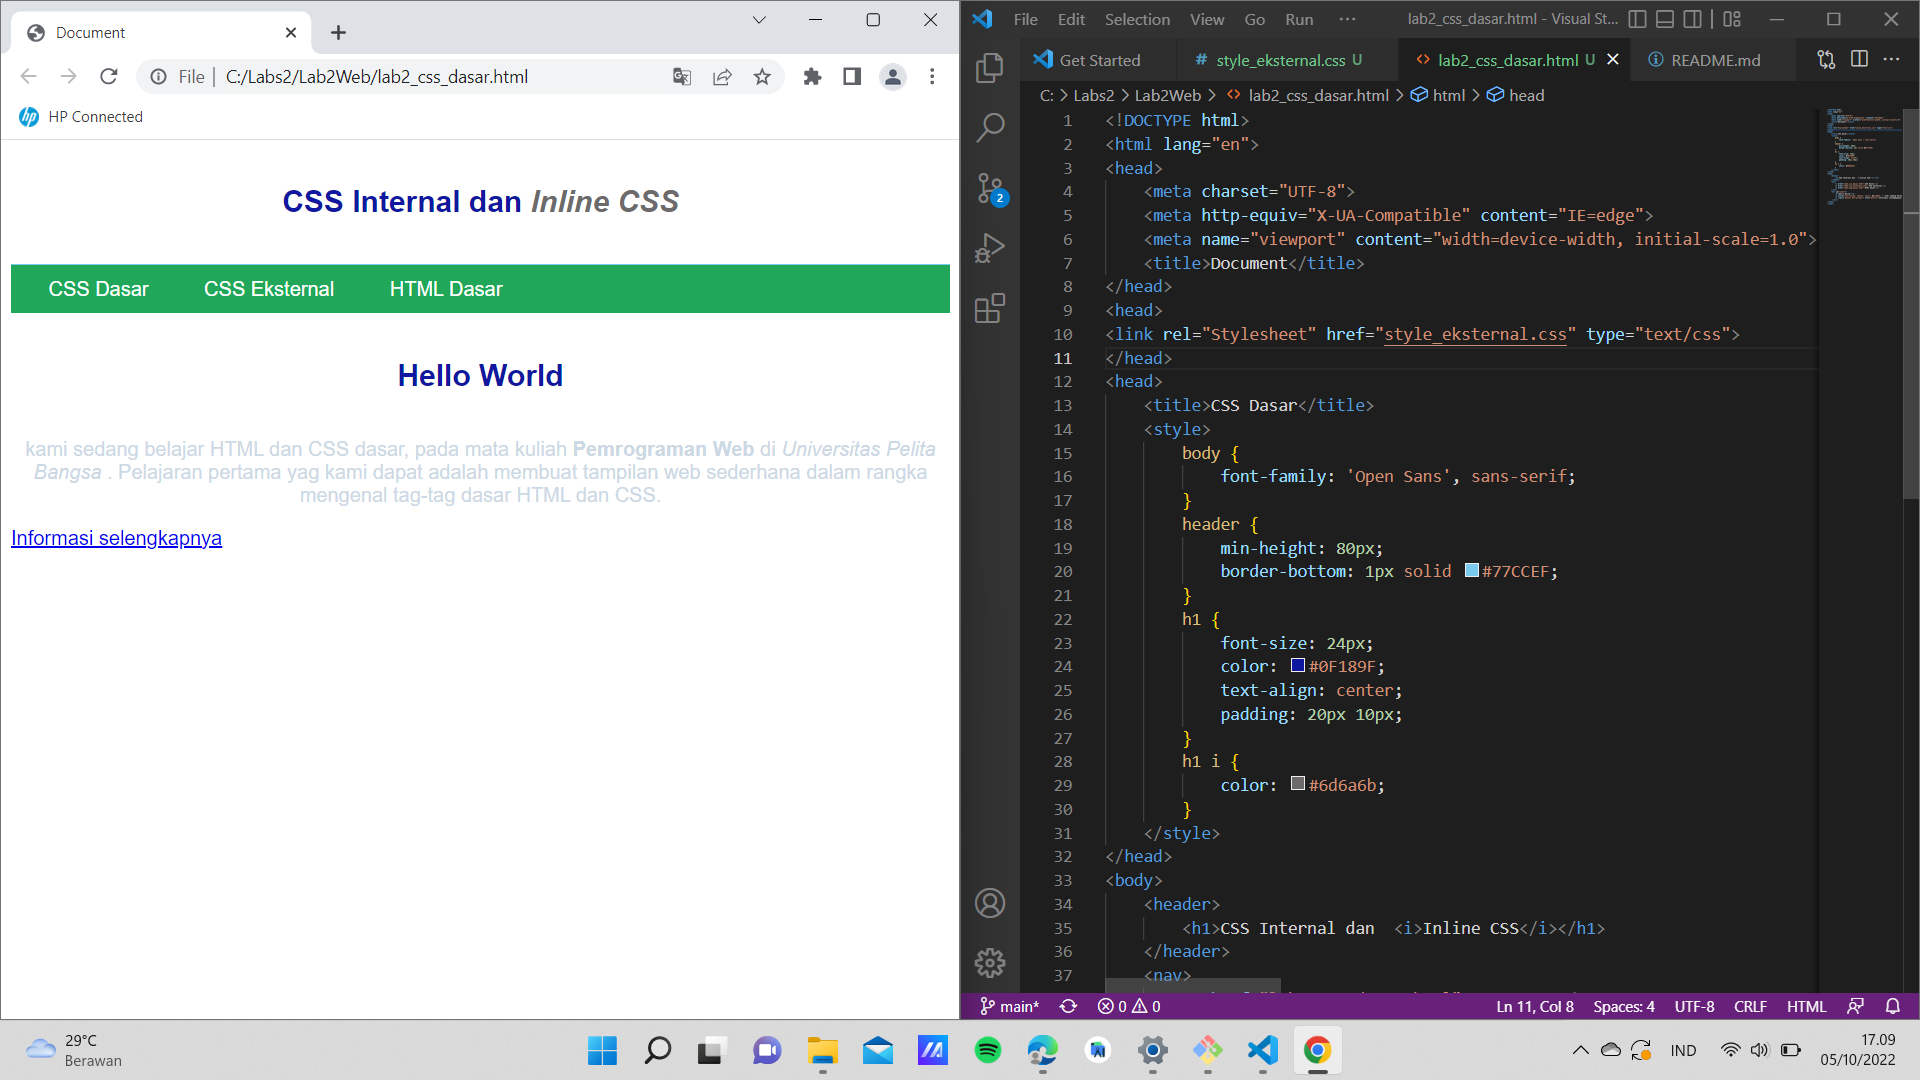 Document
File
C:/Labs2/Lab2Web/lab2_css_dasar.html
HP Connected
CSS Internal dan Inline CSS
CSS Dasar CSS Eksternal HTML Dasar
Hello World
kami sedang belajar HTML dan CSS dasar, pada mata kuliah Pemrograman Web di Universitas Pelita
Bangsa . Pelajaran pertama yag kami dapat adalah membuat tampilan web sederhana dalam rangka
mengenal tag-tag dasar HTML dan CSS.
Informasi selengkapnya
File Edit Selection View Go Run ··· lab2_css_dasar.html - Visual St...
Get Started # style_eksternal.css U lab2_css_dasar.html U README.md
C: > Labs2 > Lab2Web > lab2_css_dasar.html > html > head
1 <!DOCTYPE html>
2 <html lang="en">
3 <head>
4 <meta charset="UTF-8">
5 <meta http-equiv="X-UA-Compatible" content="IE=edge">
6 <meta name="viewport" content="width=device-width, initial-scale=1.0">
7 <title>Document</title>
8 </head>
9 <head>
10 <link rel="Stylesheet" href="style_eksternal.css" type="text/css">
11 </head>
12 <head>
13 <title>CSS Dasar</title>
14 <style>
15 body {
16 font-family: 'Open Sans', sans-serif;
17 }
18 header {
19 min-height: 80px;
20 border-bottom: 1px solid #77CCEF;
21 }
22 h1 {
23 font-size: 24px;
24 color: #0F189F;
25 text-align: center;
26 padding: 20px 10px;
27 }
28 h1 i {
29 color: #6d6a6b;
30 }
31 </style>
32 </head>
33 <body>
34 <header>
35 <h1>CSS Internal dan  <i>Inline CSS</i></h1>
36 </header>
37 <nav>
2
main* 0 0 Ln 11, Col 8 Spaces: 4 UTF-8 CRLF HTML
29°C
Berawan
IND
17.09
05/10/2022